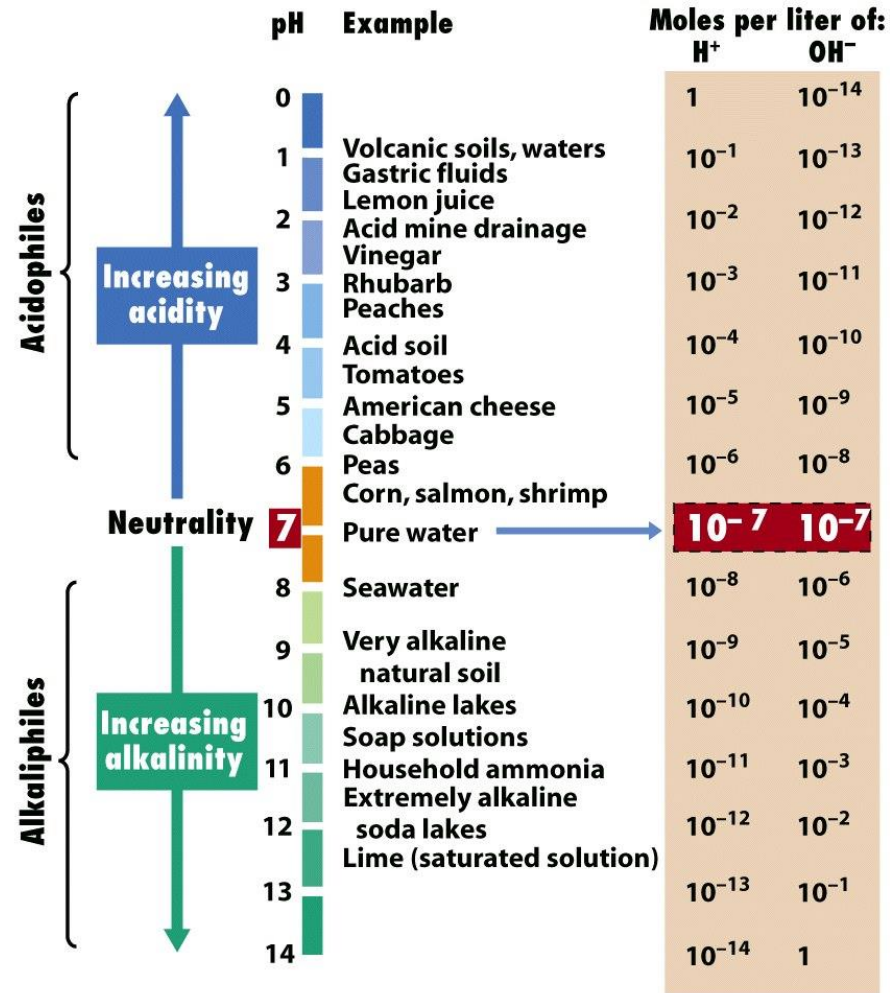 pH Example Moles per liter of:
H⁺ OH⁻
0 1 10⁻¹⁴
Volcanic soils, waters
1 10⁻¹ 10⁻¹³
Gastric fluids
Lemon juice
2 10⁻² 10⁻¹²
Acid mine drainage
Vinegar
3 Rhubarb 10⁻³ 10⁻¹¹
Peaches
4 Acid soil 10⁻⁴ 10⁻¹⁰
Tomatoes
5 American cheese 10⁻⁵ 10⁻⁹
Cabbage
6 Peas 10⁻⁶ 10⁻⁸
Corn, salmon, shrimp
Neutrality 7 Pure water 10⁻⁷ 10⁻⁷
8 Seawater 10⁻⁸ 10⁻⁶
Very alkaline
9 10⁻⁹ 10⁻⁵
natural soil
10 Alkaline lakes 10⁻¹⁰ 10⁻⁴
Soap solutions
11 Household ammonia 10⁻¹¹ 10⁻³
Extremely alkaline
12 soda lakes 10⁻¹² 10⁻²
Lime (saturated solution)
13 10⁻¹³ 10⁻¹
14 10⁻¹⁴ 1
Acidophiles
Increasing
acidity
Alkaliphiles
Increasing
alkalinity